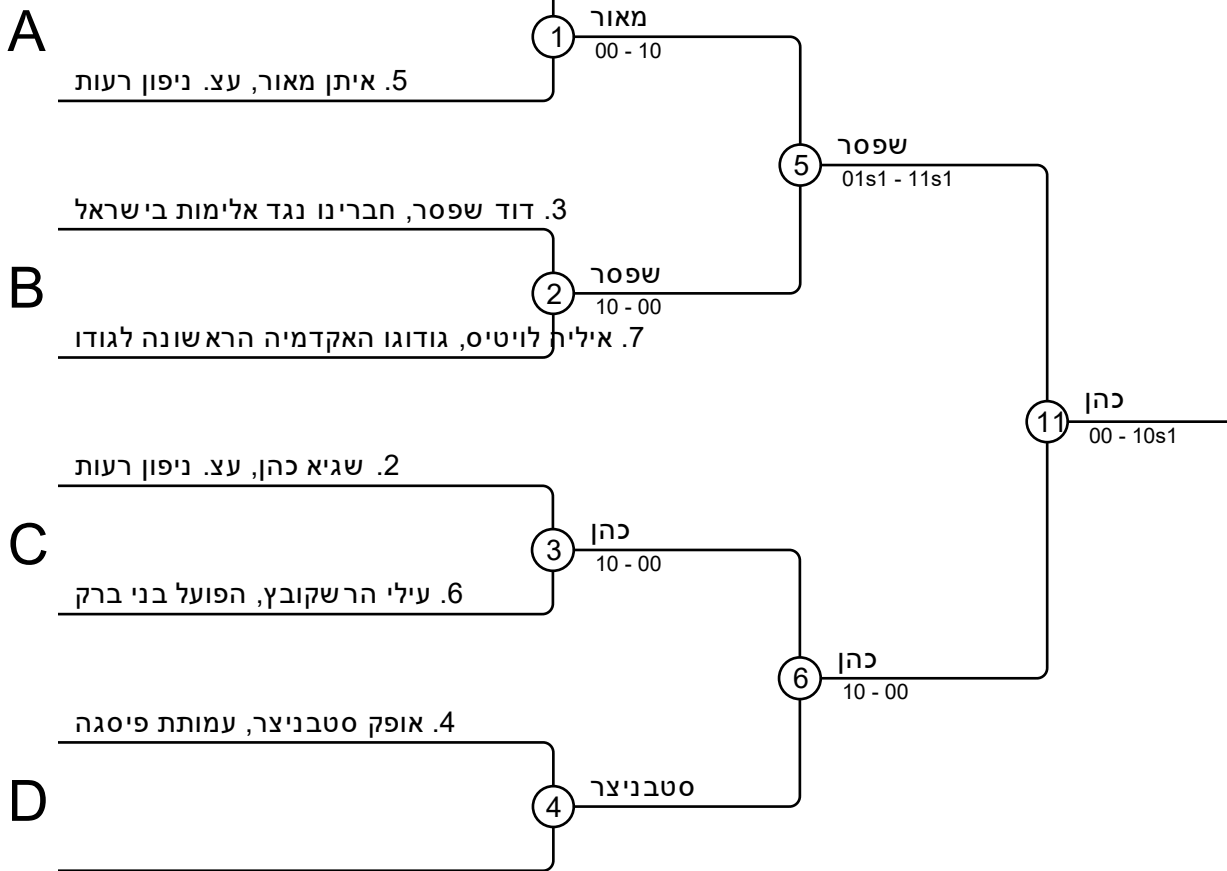 A
1
מאור
00 - 10
5. איתן מאור, עצ. ניפון רעות
5
שפסר
01s1 - 11s1
3. דוד שפסר, חברינו נגד אלימות בישראל
B
2
שפסר
10 - 00
7. איליה לויטיס, גודוגו האקדמיה הראשונה לגודו
11
כהן
00 - 10s1
2. שגיא כהן, עצ. ניפון רעות
C
3
כהן
10 - 00
6. עילי הרשקובץ, הפועל בני ברק
6
כהן
10 - 00
4. אופק סטבניצר, עמותת פיסגה
D
4
סטבניצר